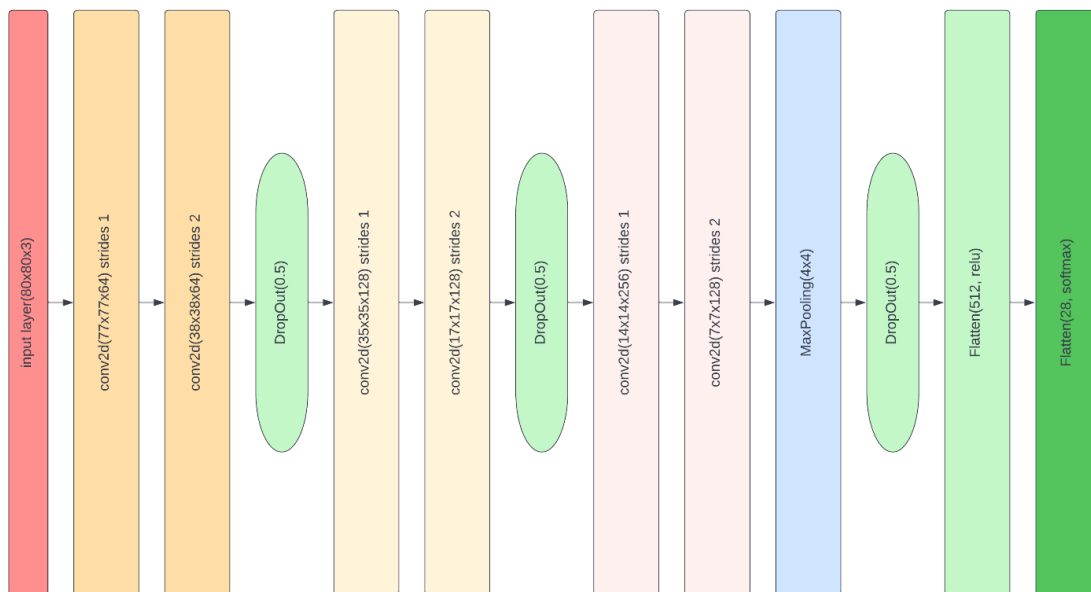 input layer(80x80x3)
conv2d(77x77x64) strides 1
conv2d(38x38x64) strides 2
DropOut(0.5)
conv2d(35x35x128) strides 1
conv2d(17x17x128) strides 2
DropOut(0.5)
conv2d(14x14x256) strides 1
conv2d(7x7x128) strides 2
MaxPooling(4x4)
DropOut(0.5)
Flatten(512, relu)
Flatten(28, softmax)